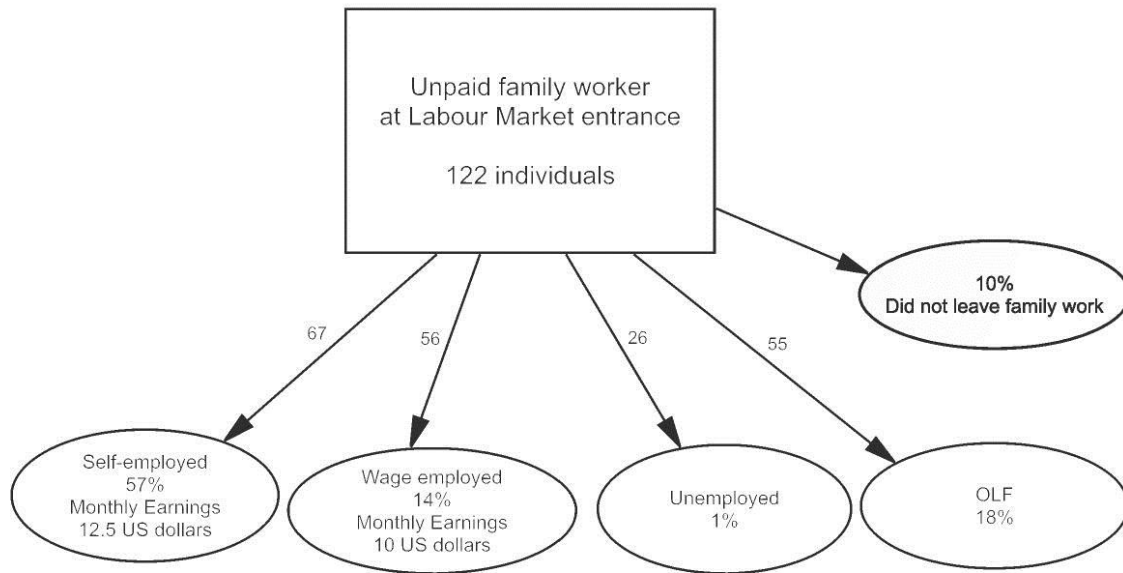 Unpaid family worker
at Labour Market entrance
122 individuals
10%
Did not leave family work
67
56
26
55
Self-employed
57%
Monthly Earnings
12.5 US dollars
Wage employed
14%
Monthly Earnings
10 US dollars
Unemployed
1%
OLF
18%